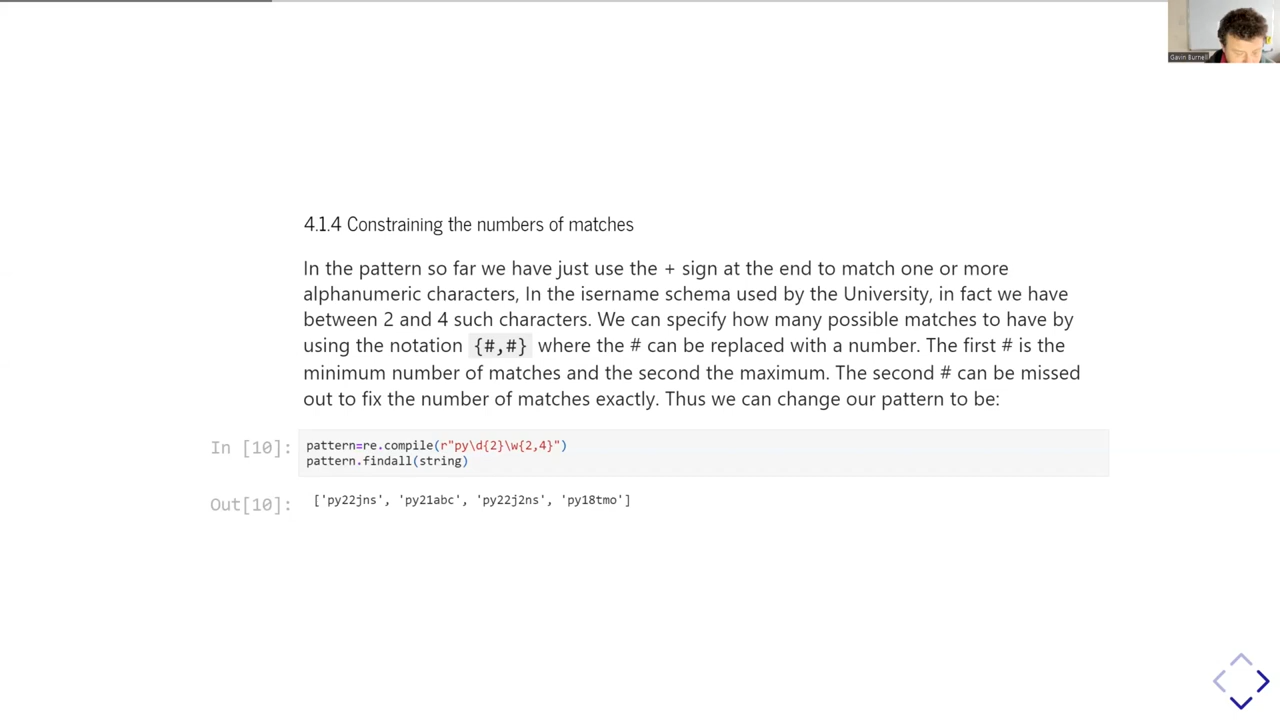 Gavin Burnell
4.1.4 Constraining the numbers of matches
In the pattern so far we have just use the + sign at the end to match one or more
alphanumeric characters, In the isername schema used by the University, in fact we have
between 2 and 4 such characters. We can specify how many possible matches to have by
using the notation {#,#} where the # can be replaced with a number. The first # is the
minimum number of matches and the second the maximum. The second # can be missed
out to fix the number of matches exactly. Thus we can change our pattern to be:
In [10]: pattern=re.compile(r"py\d{2}\w{2,4}")
pattern.findall(string)
Out[10]: ['py22jns', 'py21abc', 'py22j2ns', 'py18tmo']